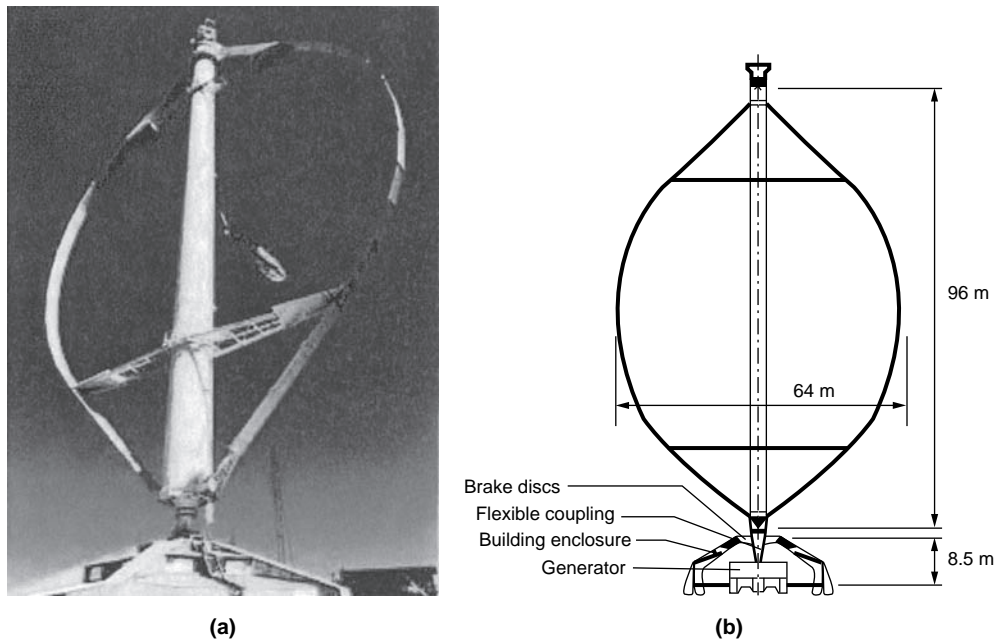 96 m
64 m
Brake discs
Flexible coupling
Building enclosure
Generator
8.5 m
(a)
(b)